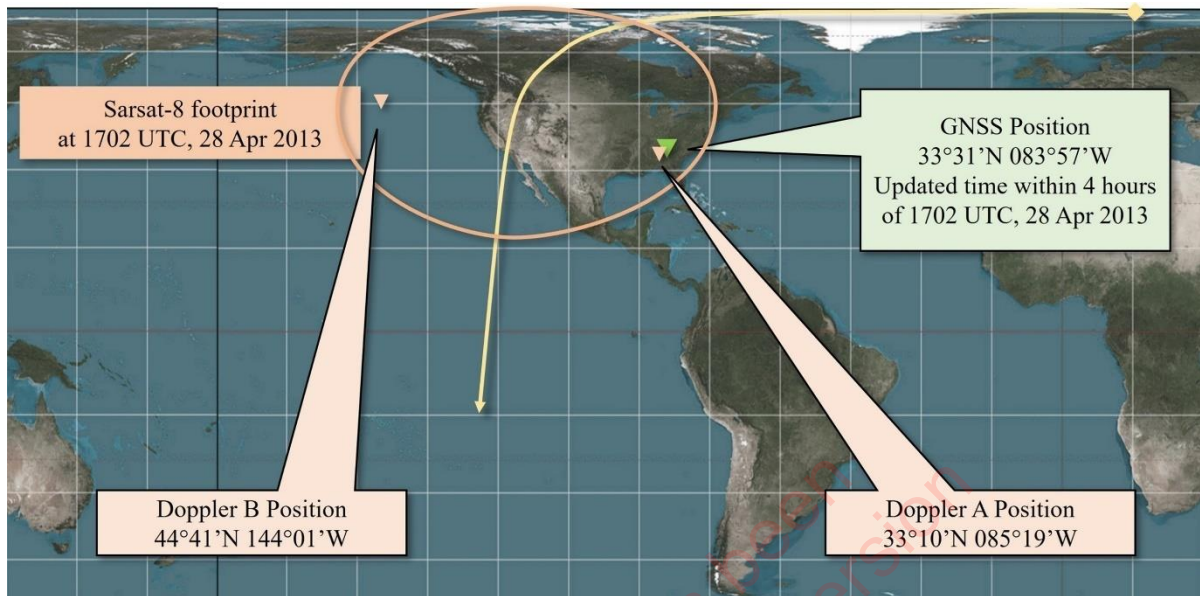 Sarsat-8 footprint
at 1702 UTC, 28 Apr 2013
GNSS Position
33°31’N 083°57’W
Updated time within 4 hours
of 1702 UTC, 28 Apr 2013
Doppler B Position
44°41’N 144°01’W
Doppler A Position
33°10’N 085°19’W